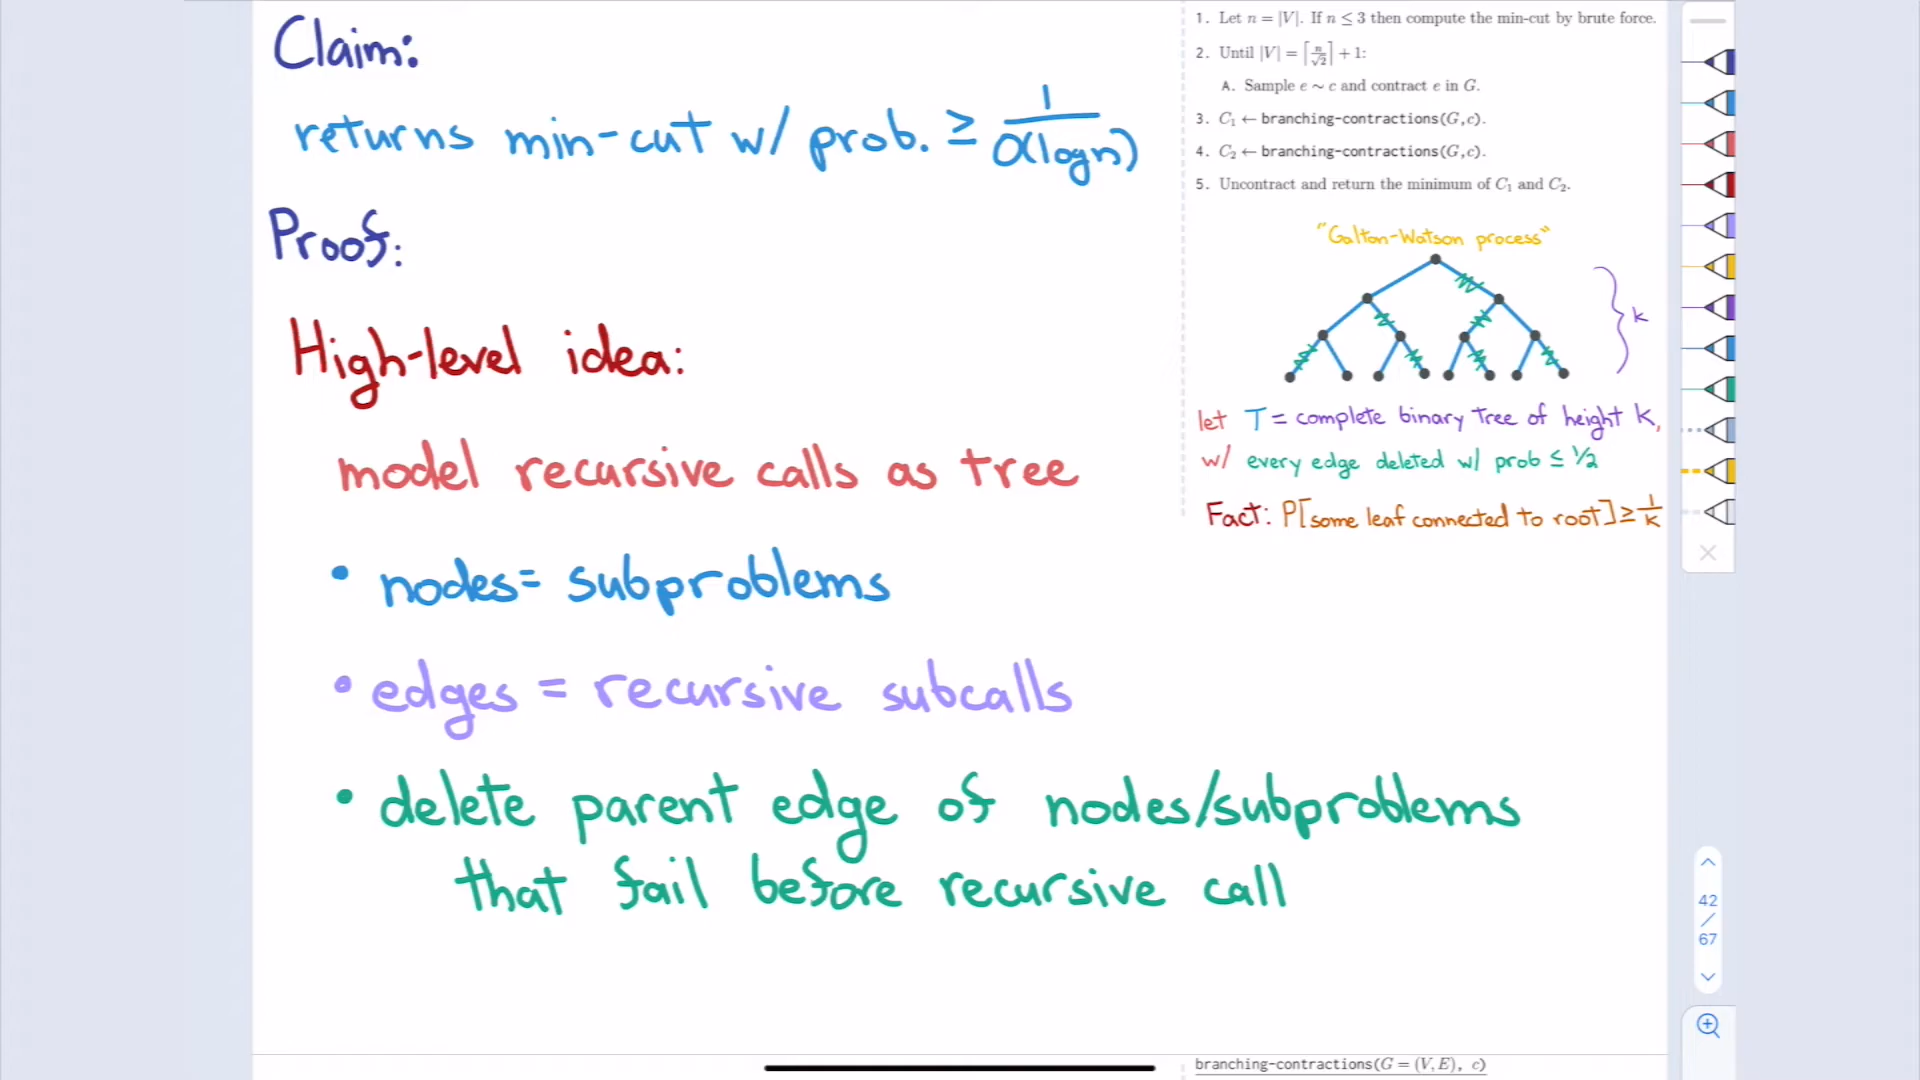 Claim:
returns min-cut w/ prob. ≥ 1/O(log n)
Proof:
High-level idea:
model recursive calls as tree
• nodes = subproblems
• edges = recursive subcalls
• delete parent edge of nodes/subproblems
that fail before recursive call
1. Let n = |V|. If n ≤ 3 then compute the min-cut by brute force.
2. Until |V| = ⌈n/√2⌉ + 1:
A. Sample e ~ c and contract e in G.
3. C₁ ← branching-contractions(G,c).
4. C₂ ← branching-contractions(G,c).
5. Uncontract and return the minimum of C₁ and C₂.
"Galton-Watson process"
k
let T = complete binary tree of height k,
w/ every edge deleted w/ prob ≤ 1/2
Fact: P[some leaf connected to root] ≥ 1/k
42
/
67
branching-contractions(G = (V, E), c)